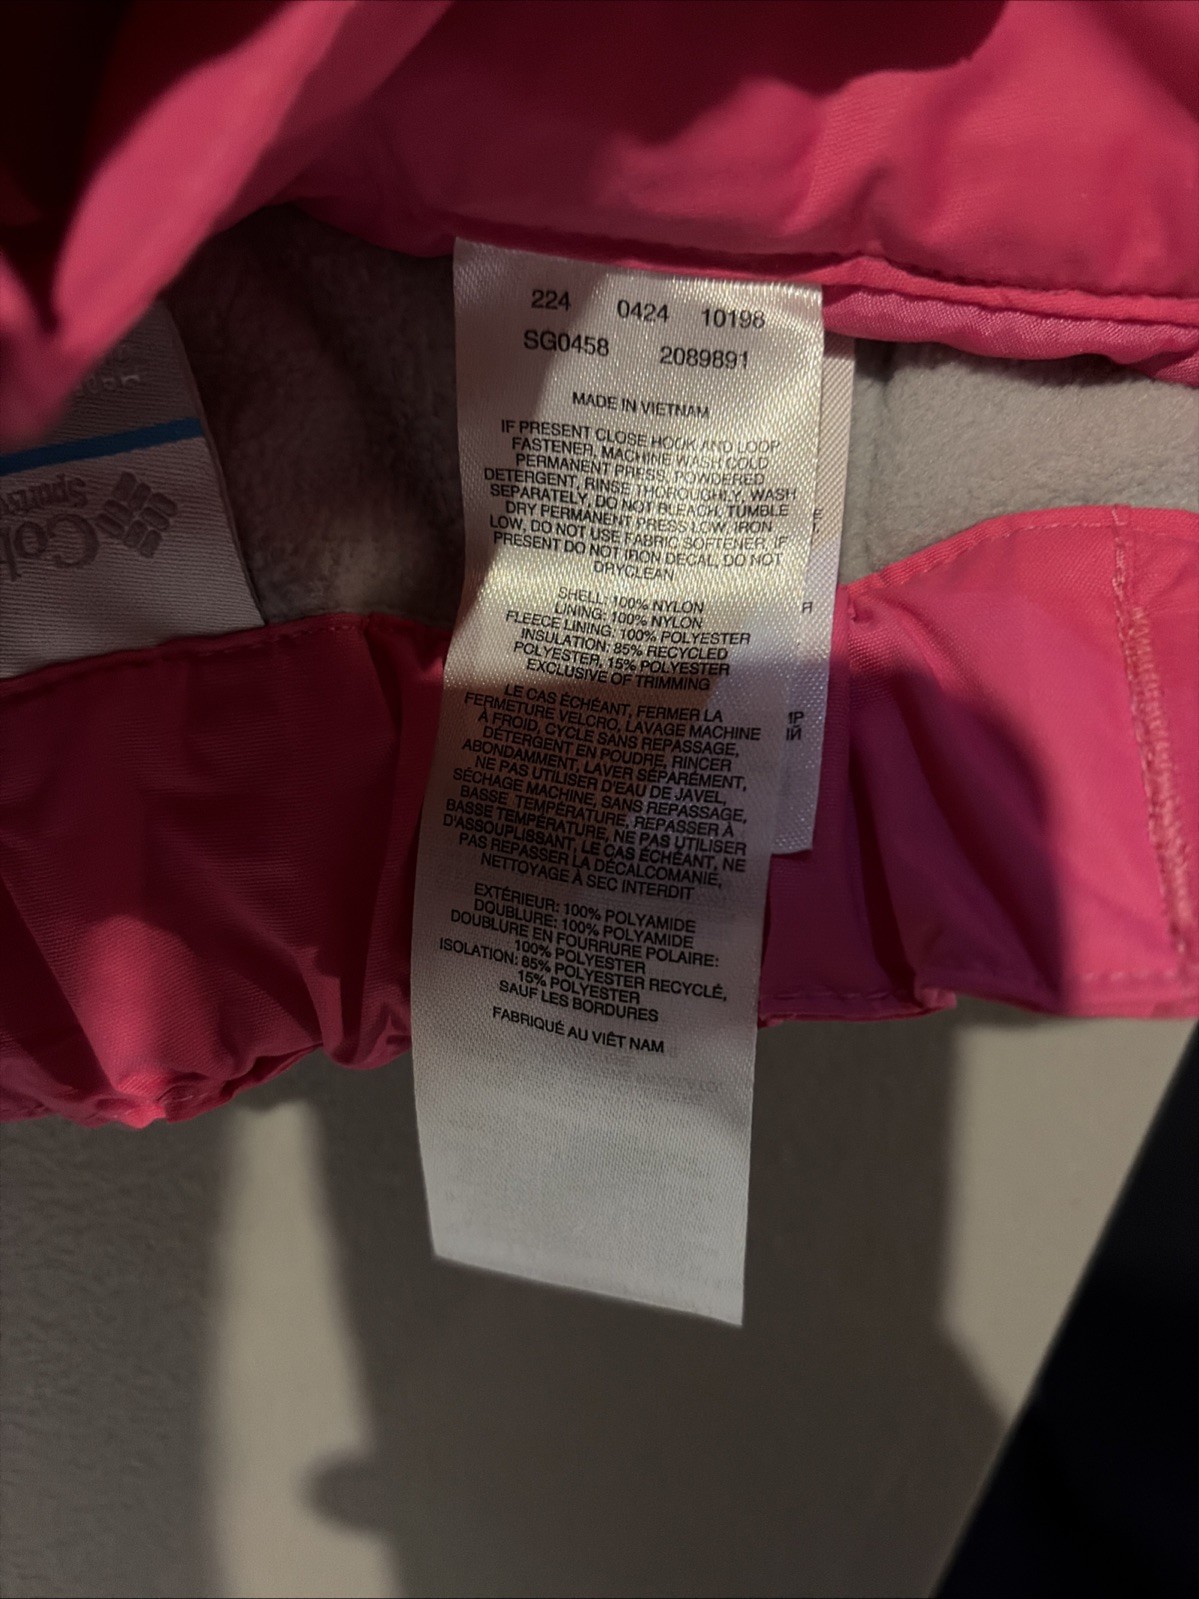 224 0424 10198
SG0458 2089891
MADE IN VIETNAM
IF PRESENT CLOSE HOOK AND LOOP
FASTENER, MACHINE WASH COLD
PERMANENT PRESS, POWDERED
DETERGENT, RINSE THOROUGHLY, WASH
SEPARATELY, DO NOT BLEACH, TUMBLE
DRY PERMANENT PRESS LOW, IRON
LOW, DO NOT USE FABRIC SOFTENER, IF
PRESENT DO NOT IRON DECAL, DO NOT
DRYCLEAN
SHELL: 100% NYLON
LINING: 100% NYLON
FLEECE LINING: 100% POLYESTER
INSULATION: 85% RECYCLED
POLYESTER, 15% POLYESTER
EXCLUSIVE OF TRIMMING
LE CAS ÉCHÉANT, FERMER LA
FERMETURE VELCRO, LAVAGE MACHINE
À FROID, CYCLE SANS REPASSAGE,
DÉTERGENT EN POUDRE, RINCER
ABONDAMMENT, LAVER SÉPARÉMENT,
NE PAS UTILISER D'EAU DE JAVEL,
SÉCHAGE MACHINE, SANS REPASSAGE,
BASSE TEMPÉRATURE, REPASSER À
BASSE TEMPÉRATURE, NE PAS UTILISER
D'ASSOUPLISSANT, LE CAS ÉCHÉANT, NE
PAS REPASSER LA DÉCALCOMANIE,
NETTOYAGE À SEC INTERDIT
EXTÉRIEUR: 100% POLYAMIDE
DOUBLURE: 100% POLYAMIDE
DOUBLURE EN FOURRURE POLAIRE:
100% POLYESTER
ISOLATION: 85% POLYESTER RECYCLÉ,
15% POLYESTER
SAUF LES BORDURES
FABRIQUÉ AU VIÊT NAM